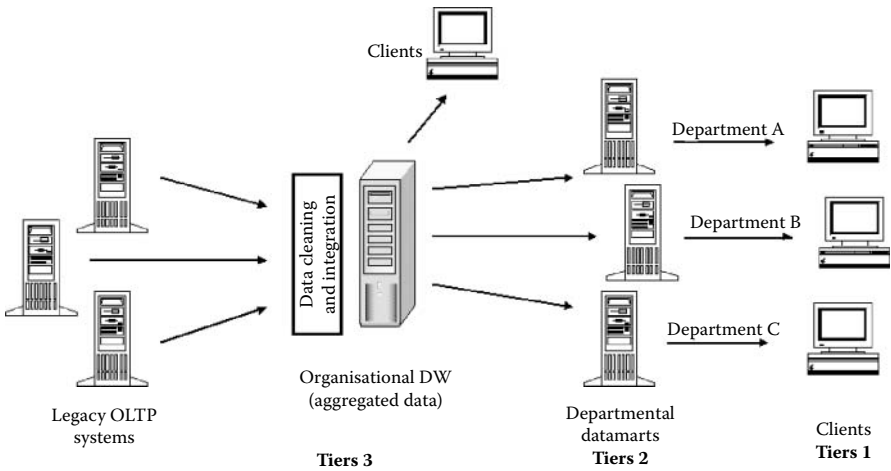 Clients
Department A
Department B
Data cleaning
and integration
Department C
Organisational DW
(aggregated data)
Legacy OLTP
systems
Departmental
datamarts
Clients
Tiers 3
Tiers 2
Tiers 1